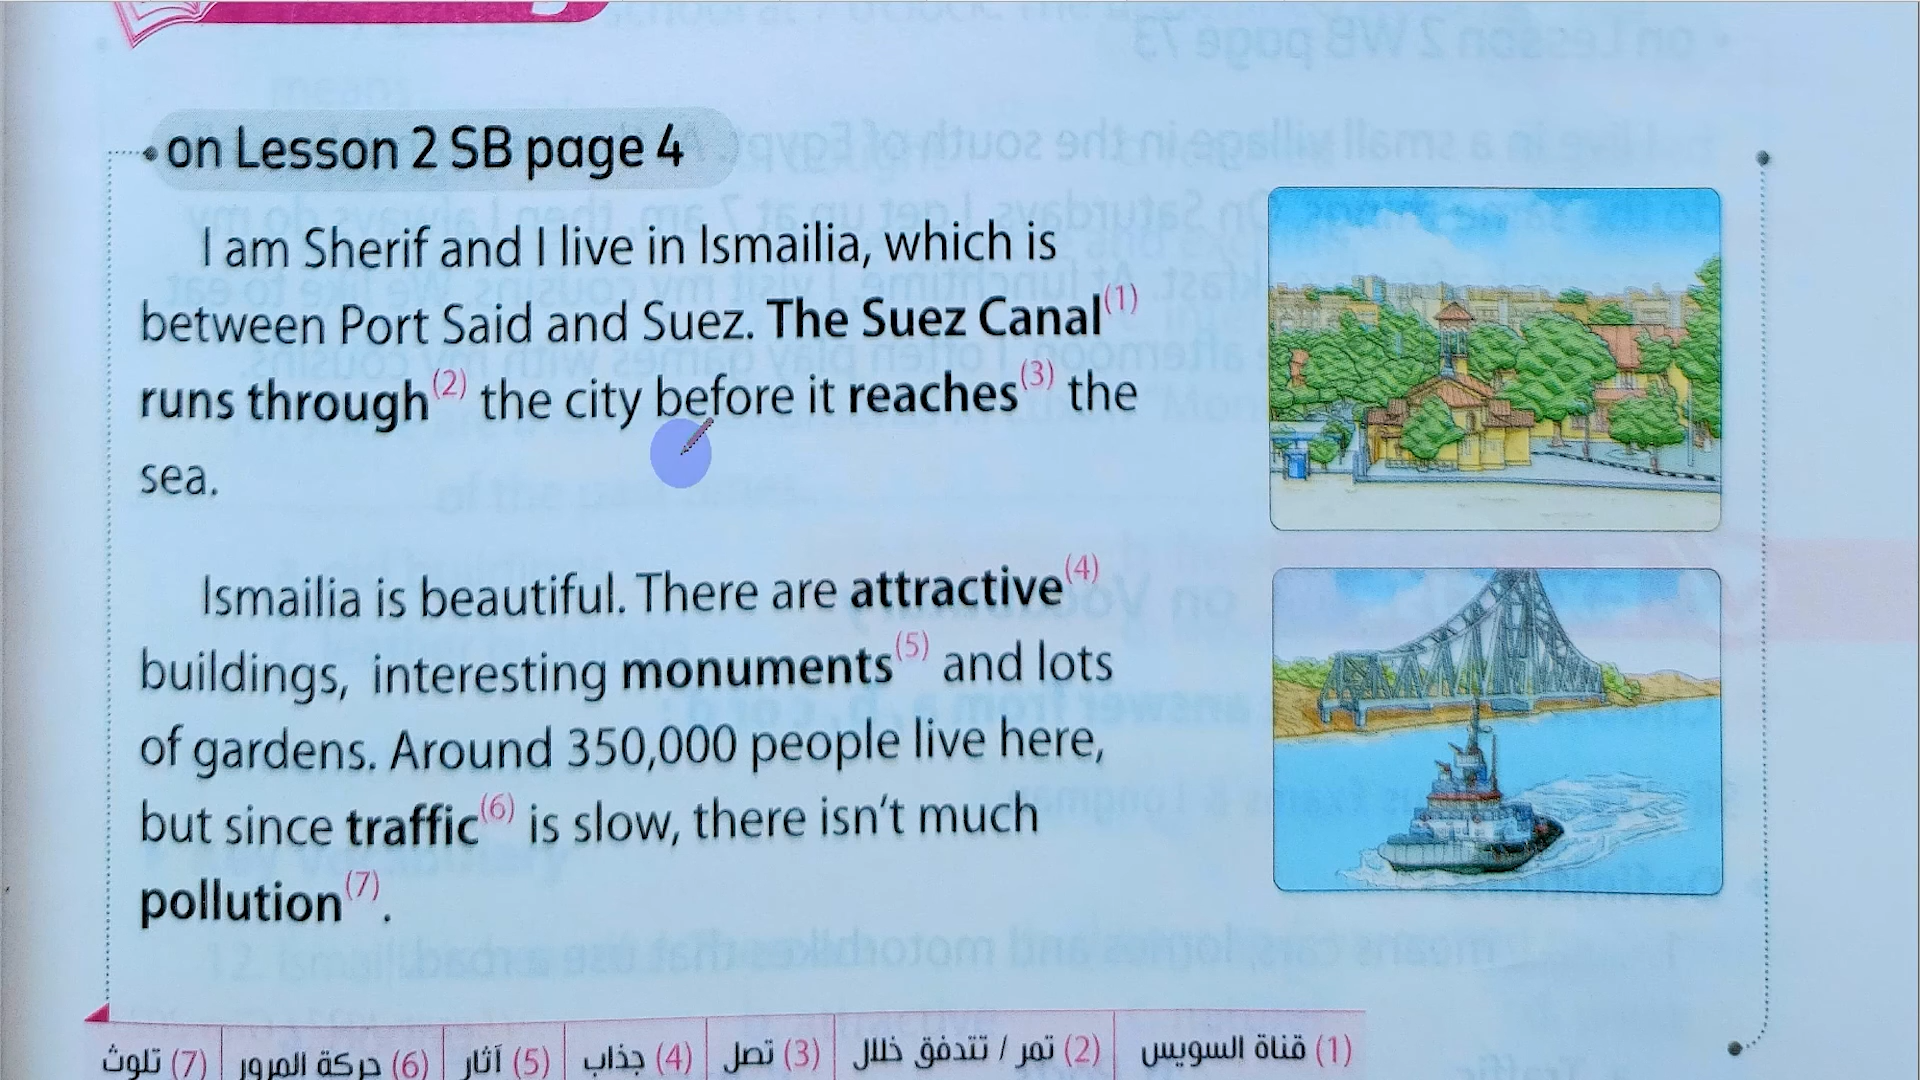 on Lesson 2 SB page 4
I am Sherif and I live in Ismailia, which is
between Port Said and Suez. The Suez Canal(1)
runs through(2) the city before it reaches(3) the
sea.
Ismailia is beautiful. There are attractive(4)
buildings, interesting monuments(5) and lots
of gardens. Around 350,000 people live here,
but since traffic(6) is slow, there isn't much
pollution(7).
(1) قناة السويس (2) تمر / تتدفق خلال (3) تصل (4) جذاب (5) آثار (6) حركة المرور (7) تلوث